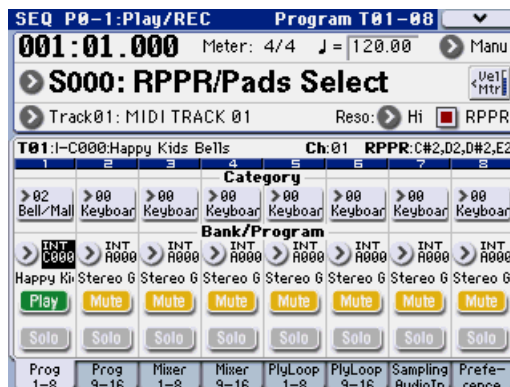 SEQ P0-1:Play/REC Program T01-08
001:01.000 Meter: 4/4 ♩= 120.00 Manu
S000: RPPR/Pads Select <Vel Mtr
Track01: MIDI TRACK 01 Reso: Hi RPPR
T01:I-C000:Happy Kids Bells Ch:01 RPPR:C#2,D2,D#2,E2
1 2 3 4 5 6 7 8
Category
>02 >00 >00 >00 >00 >00 >00 >00
Bell/Mall Keyboar Keyboar Keyboar Keyboar Keyboar Keyboar Keyboar
Bank/Program
INT INT INT INT INT INT INT INT
C000 A000 A000 A000 A000 A000 A000 A000
Happy Ki Stereo G Stereo G Stereo G Stereo G Stereo G Stereo G Stereo G
Play Mute Mute Mute Mute Mute Mute Mute
Solo Solo Solo Solo Solo Solo Solo Solo
Prog Prog Mixer Mixer PlyLoop PlyLoop Sampling Prefe-
1-8 9-16 1-8 9-16 1-8 9-16 AudioIn rence